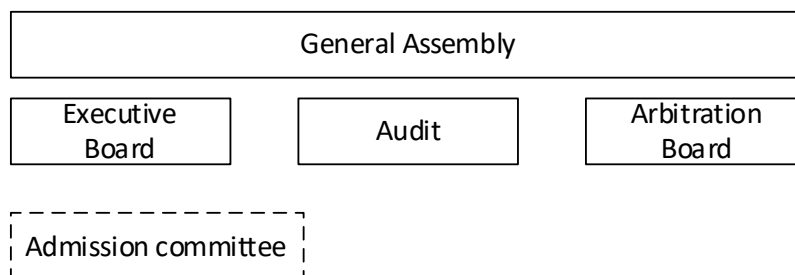 General Assembly
Executive
Board
Audit
Arbitration
Board
Admission committee